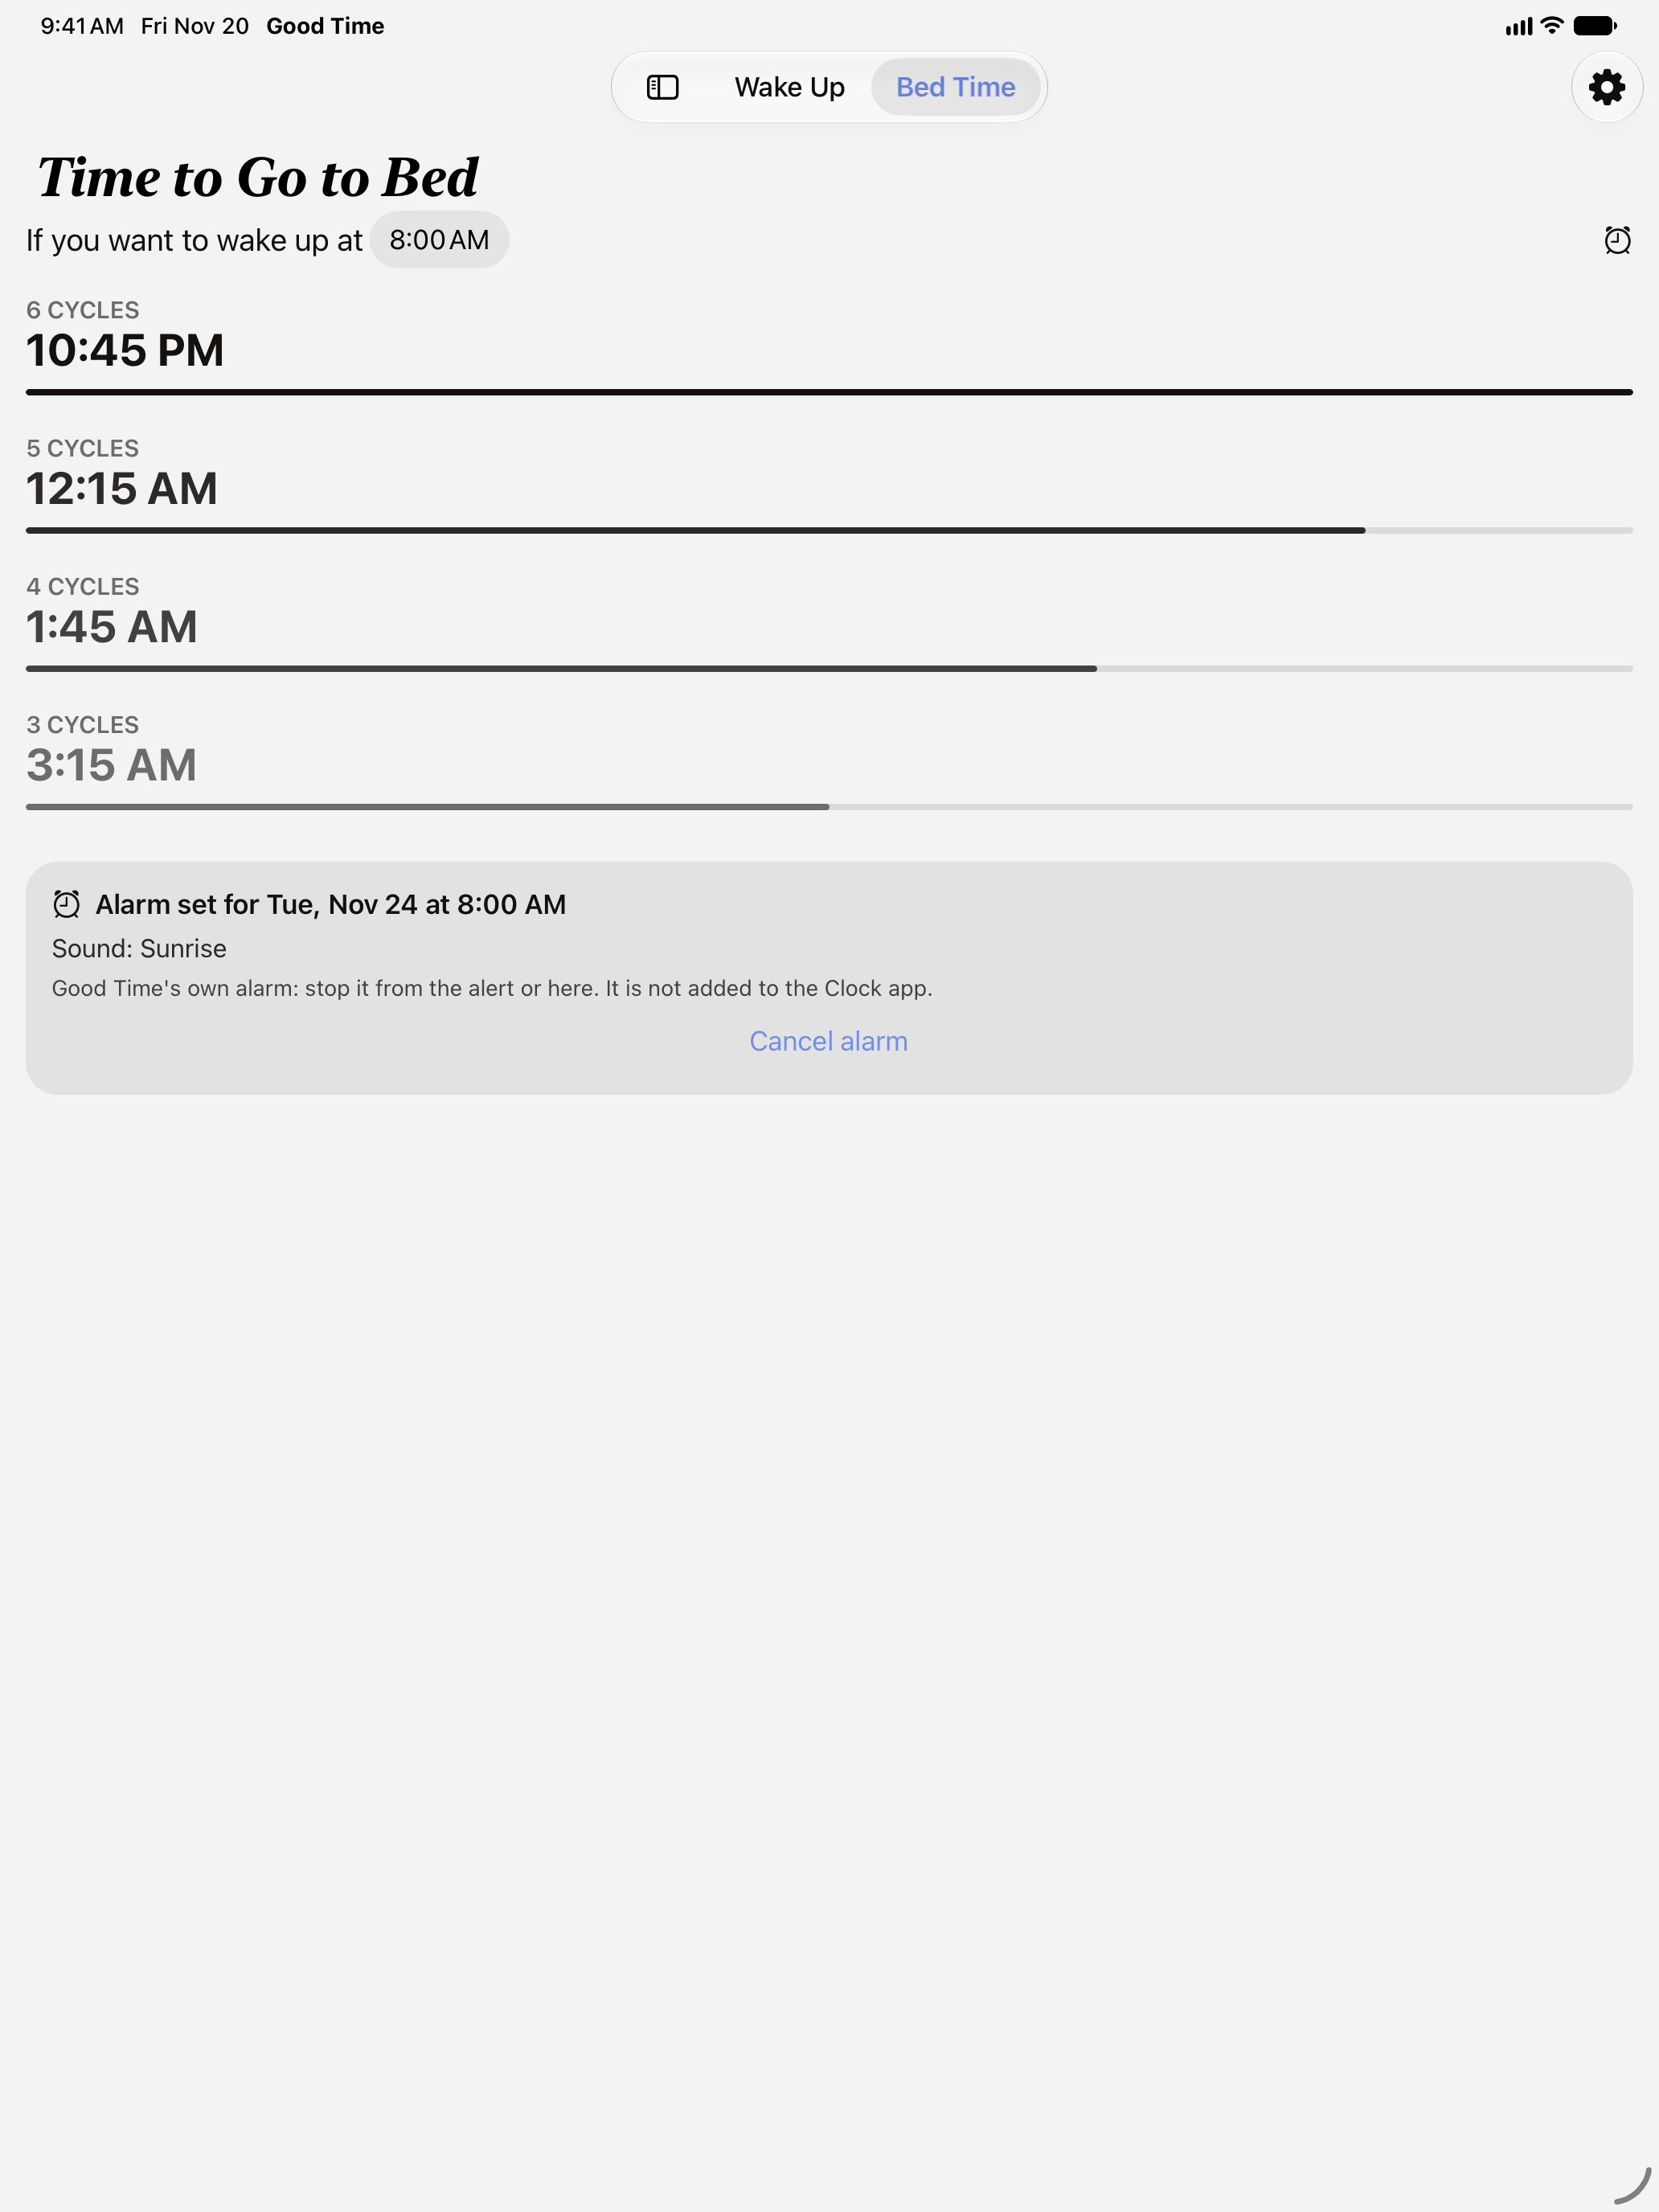 9:41 AM Fri Nov 20 Good Time
Wake Up Bed Time
Time to Go to Bed
If you want to wake up at 8:00 AM
6 CYCLES
10:45 PM
5 CYCLES
12:15 AM
4 CYCLES
1:45 AM
3 CYCLES
3:15 AM
Alarm set for Tue, Nov 24 at 8:00 AM
Sound: Sunrise
Good Time's own alarm: stop it from the alert or here. It is not added to the Clock app.
Cancel alarm